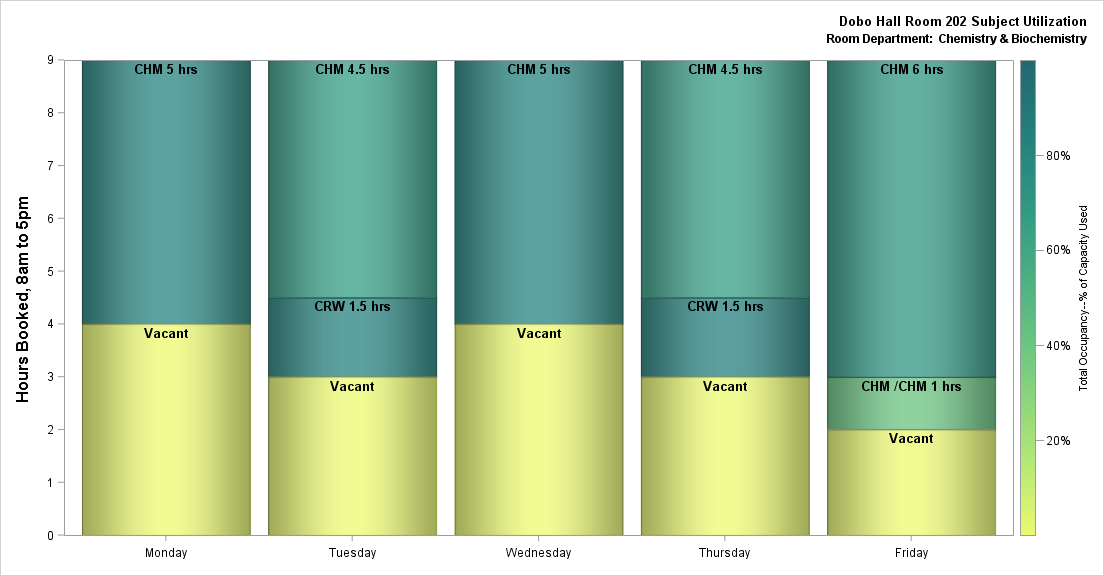 Dobo Hall Room 202 Subject Utilization
Room Department: Chemistry & Biochemistry
Hours Booked, 8am to 5pm
9
8
7
6
5
4
3
2
1
0
CHM 5 hrs
Vacant
CHM 4.5 hrs
CRW 1.5 hrs
Vacant
CHM 5 hrs
Vacant
CHM 4.5 hrs
CRW 1.5 hrs
Vacant
CHM 6 hrs
CHM /CHM 1 hrs
Vacant
Monday
Tuesday
Wednesday
Thursday
Friday
80%
60%
40%
20%
Total Occupancy--% of Capacity Used